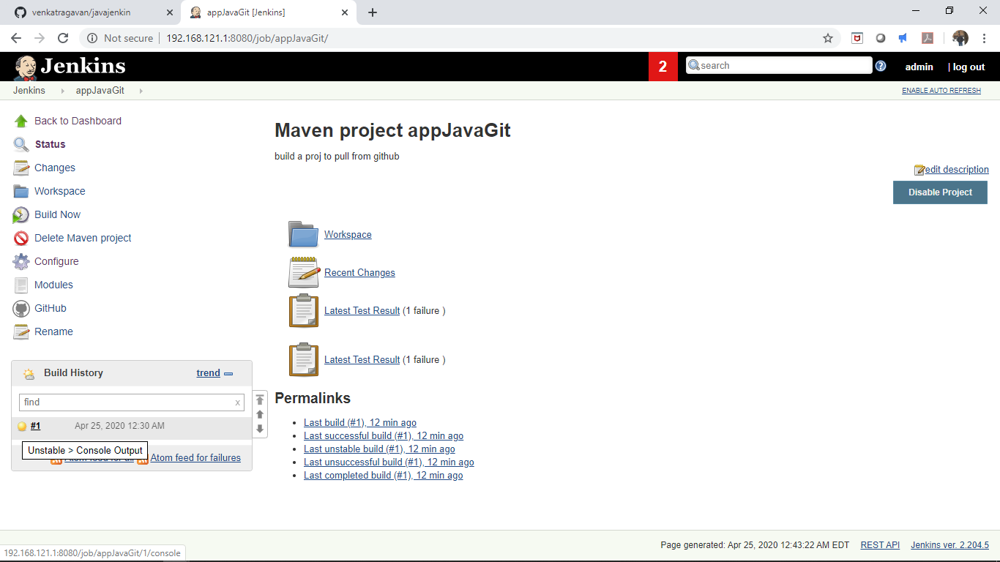 venkatragavan/javajenkin
appJavaGit [Jenkins]
Not secure
192.168.121.1:8080/job/appJavaGit/
Jenkins
2
search
admin
| log out
Jenkins
appJavaGit
ENABLE AUTO REFRESH
Back to Dashboard
Status
Changes
Workspace
Build Now
Delete Maven project
Configure
Modules
GitHub
Rename
Build History
trend
find
x
#1
Apr 25, 2020 12:30 AM
Unstable > Console Output
Atom feed for all
Atom feed for failures
Maven project appJavaGit
build a proj to pull from github
edit description
Disable Project
Workspace
Recent Changes
Latest Test Result (1 failure )
Latest Test Result (1 failure )
Permalinks
Last build (#1), 12 min ago
Last successful build (#1), 12 min ago
Last unstable build (#1), 12 min ago
Last unsuccessful build (#1), 12 min ago
Last completed build (#1), 12 min ago
Page generated: Apr 25, 2020 12:43:22 AM EDT
REST API
Jenkins ver. 2.204.5
192.168.121.1:8080/job/appJavaGit/1/console